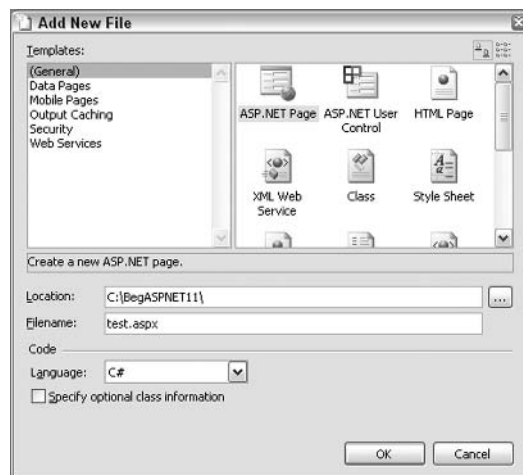 Add New File
Templates:
(General)
Data Pages
Mobile Pages
Output Caching
Security
Web Services
ASP.NET Page
ASP.NET User Control
HTML Page
XML Web Service
Class
Style Sheet
Create a new ASP.NET page.
Location:
C:\BegASPNET11\
...
Filename:
test.aspx
Code
Language:
C#
Specify optional class information
OK
Cancel